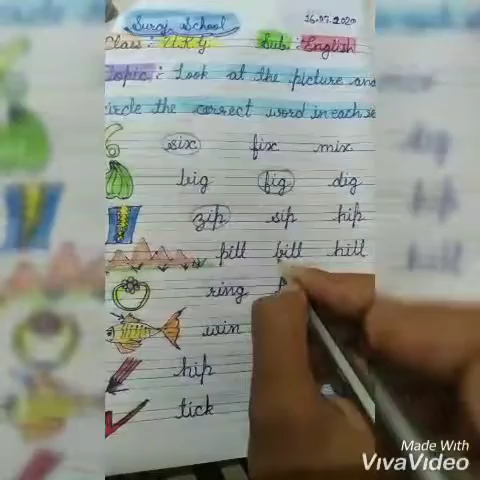 Suraj School 16.07.2020
Class: U.K.G Sub: English
Topic: Look at the picture and
circle the correct word in each
6 six fix mix
big fig dig
zip sip hip
pill bill hill
ring
win
hip
tick
Made With
VivaVideo